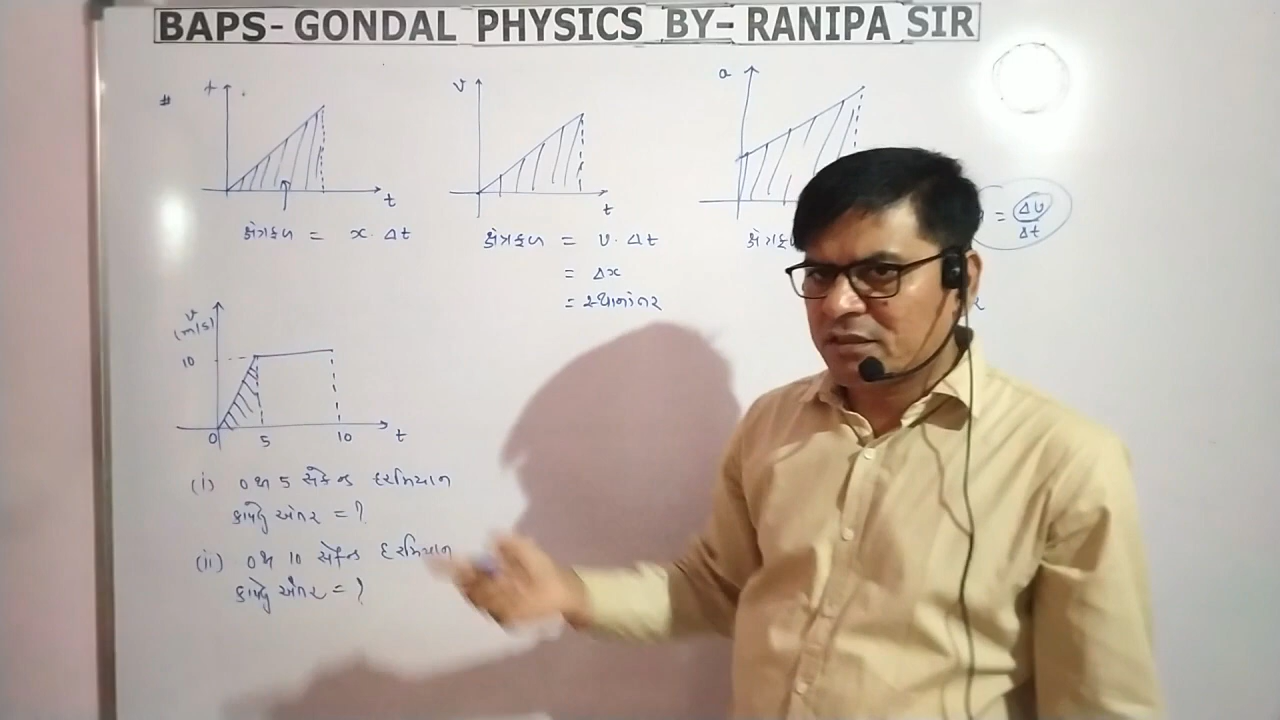 BAPS-GONDAL PHYSICS BY-RANIPA SIR
#
x
t
ક્ષેત્રફળ = x·Δt
v
t
ક્ષેત્રફળ = v·Δt
= Δx
= સ્થાનાંતર
a
= Δv
Δt
v
(m/s)
10
0 5 10 t
(i) 0 થી 5 સેકન્ડ દરમિયાન
કાપેલું અંતર = ?
(ii) 0 થી 10 સેકન્ડ દરમિયાન
કાપેલું અંતર = ?